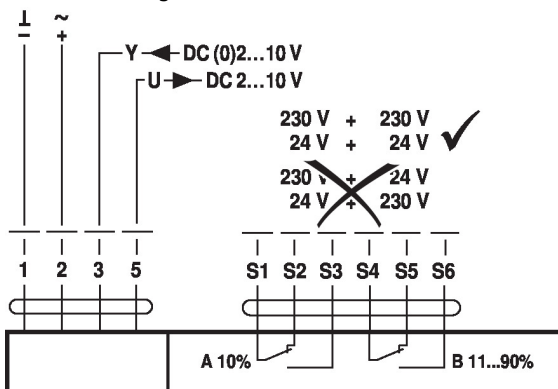 ⊥ ~
– +
Y DC (0)2...10 V
U DC 2...10 V
230 V + 230 V
24 V + 24 V
230 V + 24 V
24 V + 230 V
1 2 3 5 S1 S2 S3 S4 S5 S6
A 10% B 11...90%